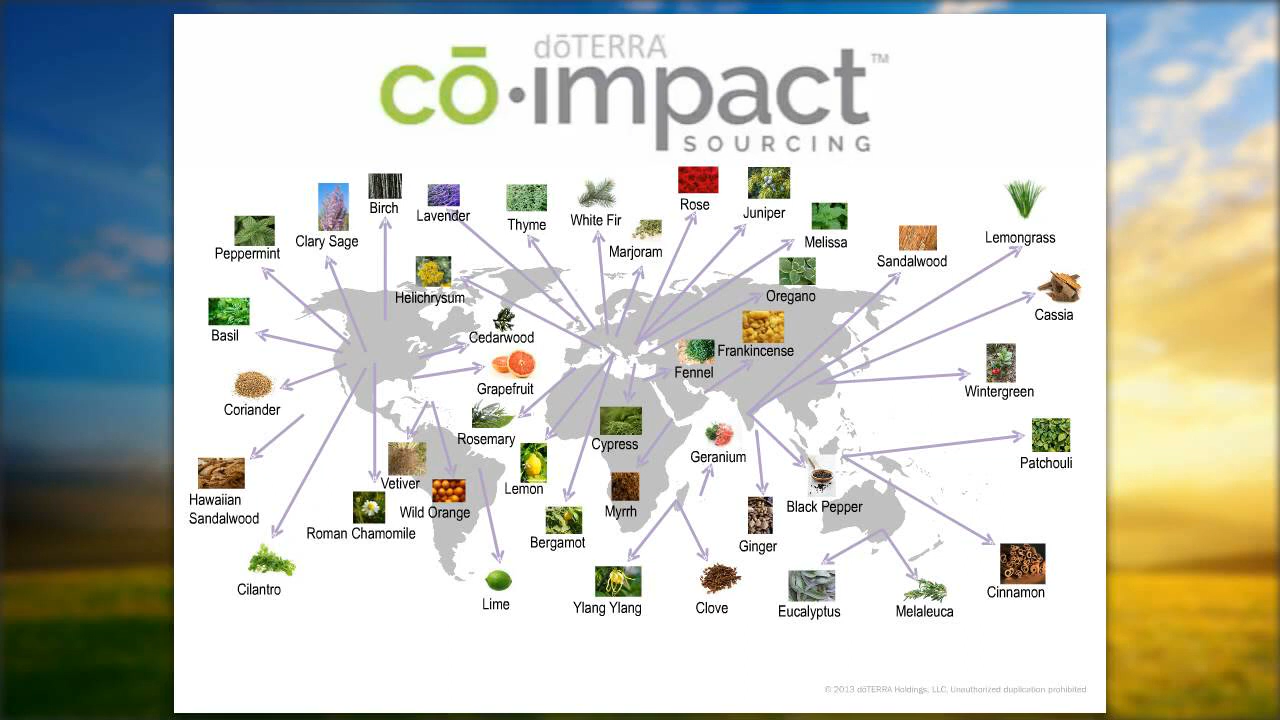 dōTERRA
cō•impact™
SOURCING
Rose
Birch
Juniper
Lavender
White Fir
Thyme
Lemongrass
Clary Sage
Melissa
Peppermint
Marjoram
Sandalwood
Helichrysum
Oregano
Cassia
Basil
Cedarwood
Frankincense
Fennel
Grapefruit
Wintergreen
Coriander
Rosemary
Cypress
Geranium
Patchouli
Vetiver
Lemon
Hawaiian
Sandalwood
Wild Orange
Myrrh
Black Pepper
Roman Chamomile
Bergamot
Ginger
Cilantro
Cinnamon
Lime
Ylang Ylang
Clove
Eucalyptus
Melaleuca
© 2013 dōTERRA Holdings, LLC, Unauthorized duplication prohibited